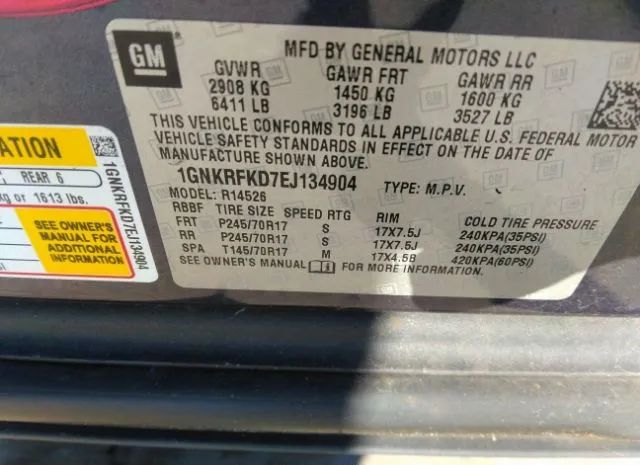 GM
MFD BY GENERAL MOTORS LLC
GVWR GAWR FRT GAWR RR
2908 KG 1450 KG 1600 KG
6411 LB 3196 LB 3527 LB
THIS VEHICLE CONFORMS TO ALL APPLICABLE U.S. FEDERAL MOTOR
VEHICLE SAFETY STANDARDS IN EFFECT ON THE DATE OF
MANUFACTURE SHOWN ABOVE.
1GNKRFKD7EJ134904 TYPE: M.P.V.
MODEL: R14526
RBBF TIRE SIZE SPEED RTG RIM COLD TIRE PRESSURE
FRT P245/70R17 S 17X7.5J 240KPA(35PSI)
RR P245/70R17 S 17X7.5J 240KPA(35PSI)
SPA T145/70R17 M 17X4.5B 420KPA(60PSI)
SEE OWNER'S MANUAL FOR MORE INFORMATION.
REAR 6
kg or 1613 lbs.
SEE OWNER'S
MANUAL FOR
ADDITIONAL
INFORMATION
1GNKRFKD7EJ134904